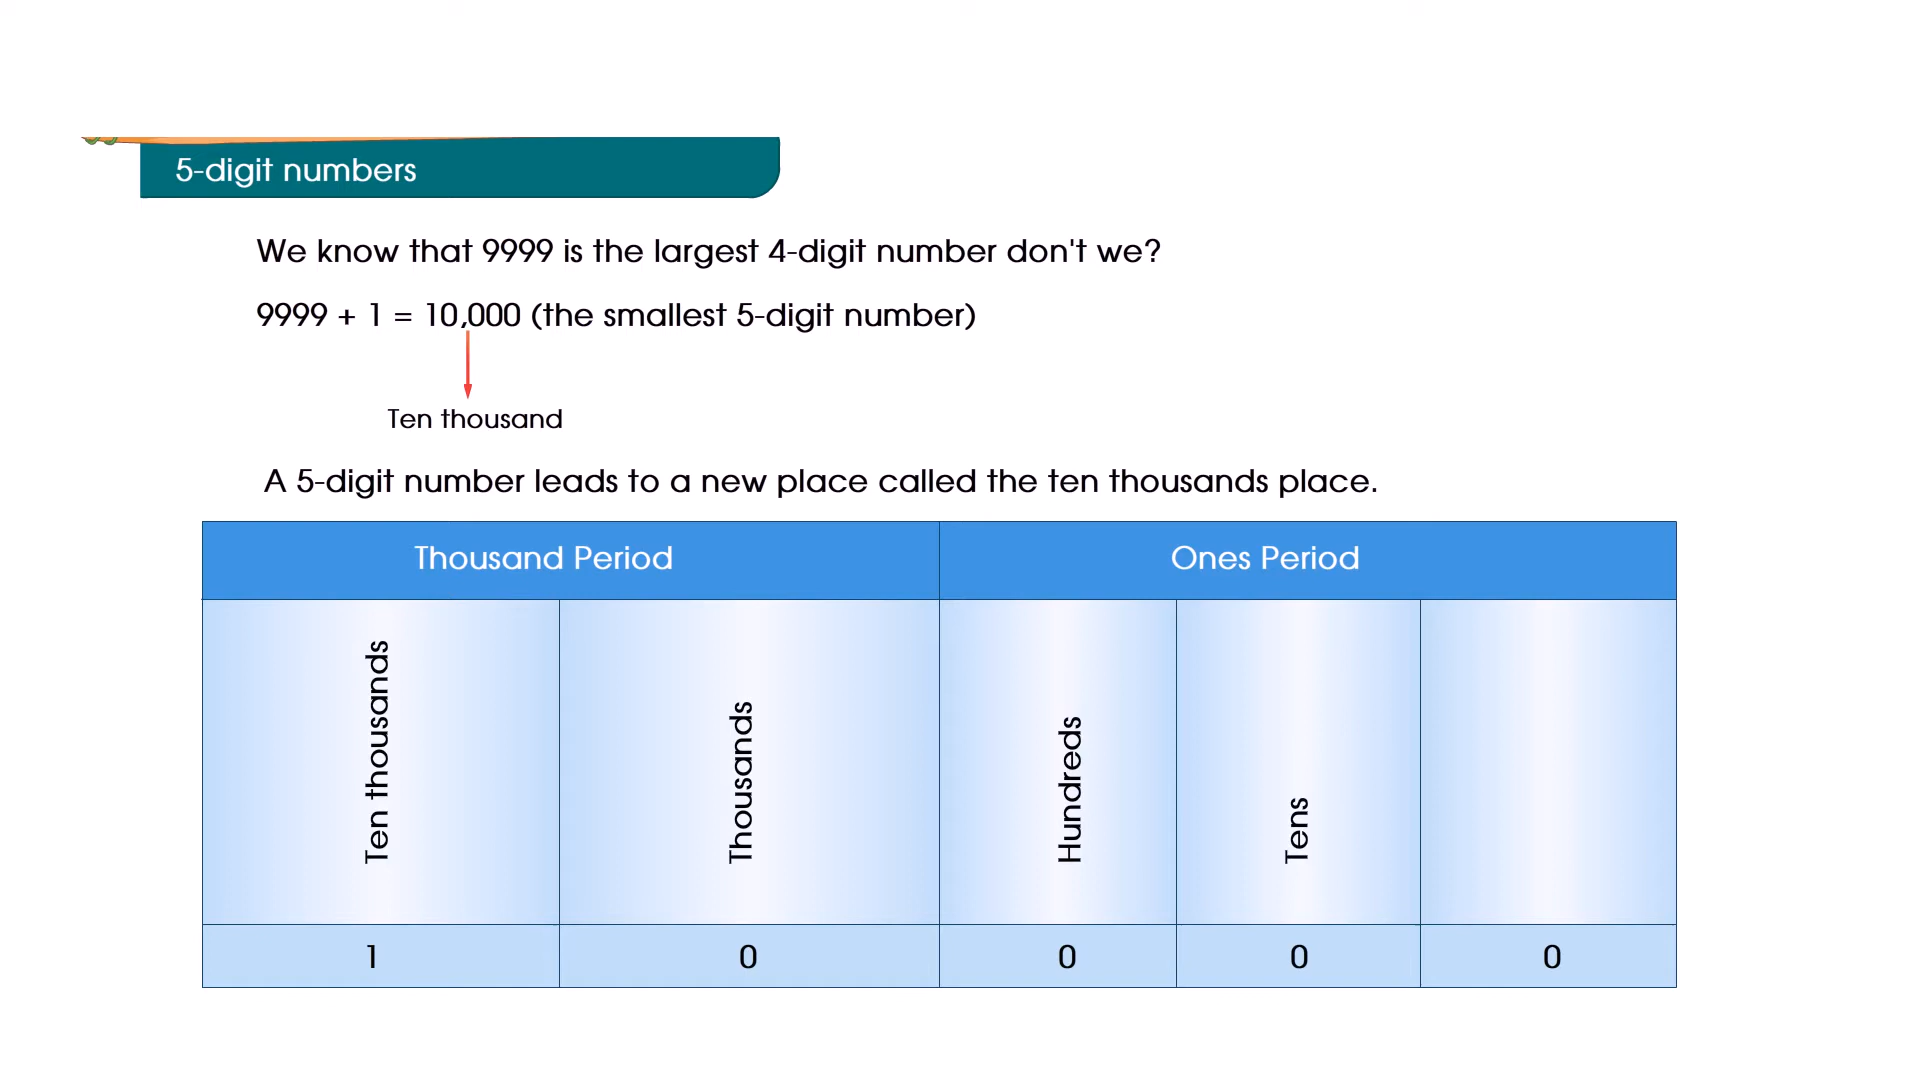 5-digit numbers
We know that 9999 is the largest 4-digit number don't we?
9999 + 1 = 10,000 (the smallest 5-digit number)
Ten thousand
A 5-digit number leads to a new place called the ten thousands place.
Thousand Period Ones Period
Ten thousands Thousands Hundreds Tens
1 0 0 0 0